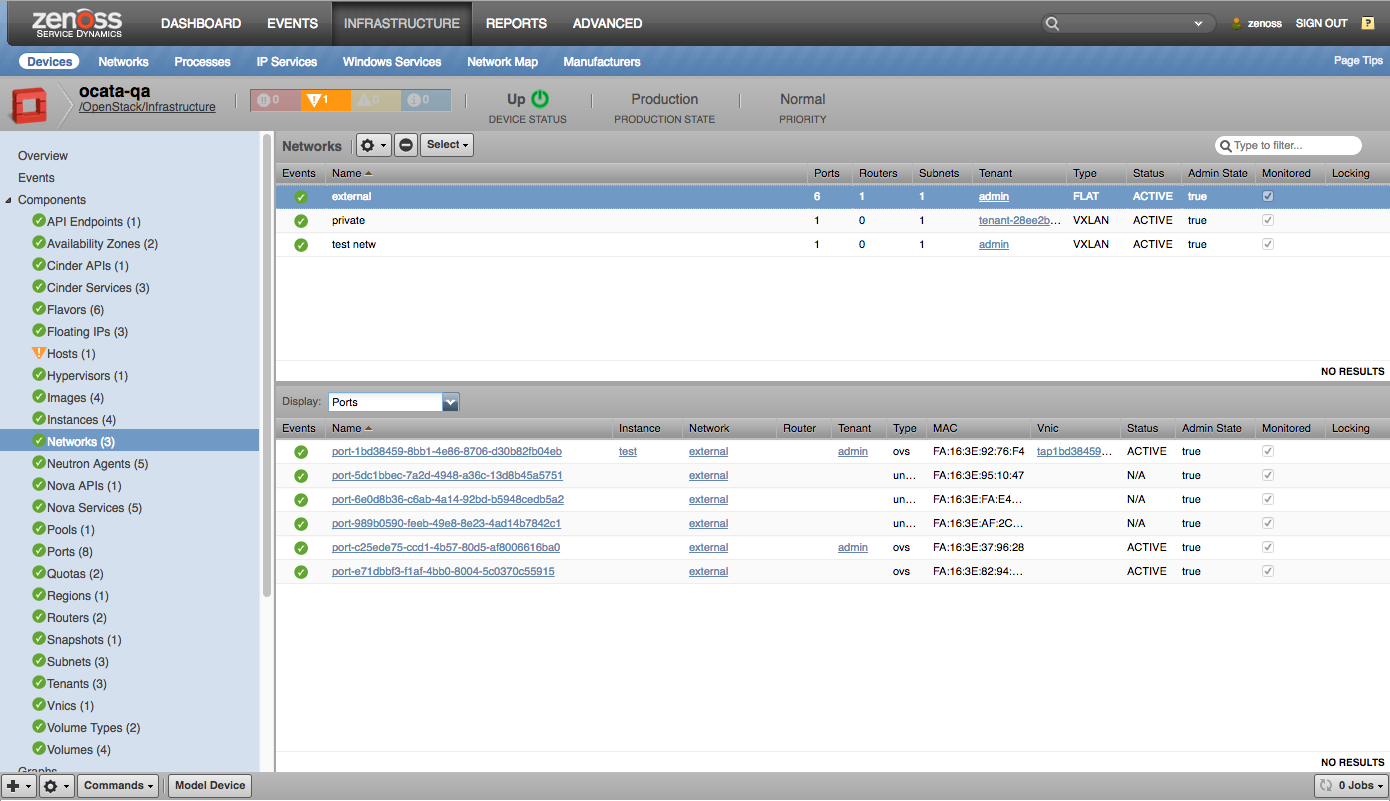 zenoss
SERVICE DYNAMICS
DASHBOARD EVENTS INFRASTRUCTURE REPORTS ADVANCED
zenoss SIGN OUT ?
Devices Networks Processes IP Services Windows Services Network Map Manufacturers Page Tips
ocata-qa
/OpenStack/Infrastructure
0 1 0 0
Up
DEVICE STATUS
Production
PRODUCTION STATE
Normal
PRIORITY
Overview
Events
Components
API Endpoints (1)
Availability Zones (2)
Cinder APIs (1)
Cinder Services (3)
Flavors (6)
Floating IPs (3)
Hosts (1)
Hypervisors (1)
Images (4)
Instances (4)
Networks (3)
Neutron Agents (5)
Nova APIs (1)
Nova Services (5)
Pools (1)
Ports (8)
Quotas (2)
Regions (1)
Routers (2)
Snapshots (1)
Subnets (3)
Tenants (3)
Vnics (1)
Volume Types (2)
Volumes (4)
Graphs
Networks Select Type to filter...
Events Name Ports Routers Subnets Tenant Type Status Admin State Monitored Locking
external 6 1 1 admin FLAT ACTIVE true
private 1 0 1 tenant-28ee2b... VXLAN ACTIVE true
test netw 1 0 1 admin VXLAN ACTIVE true
NO RESULTS
Display: Ports
Events Name Instance Network Router Tenant Type MAC Vnic Status Admin State Monitored Locking
port-1bd38459-8bb1-4e86-8706-d30b82fb04eb test external admin ovs FA:16:3E:92:76:F4 tap1bd38459... ACTIVE true
port-5dc1bbec-7a2d-4948-a36c-13d8b45a5751 external un... FA:16:3E:95:10:47 N/A true
port-6e0d8b36-c6ab-4a14-92bd-b5948cedb5a2 external un... FA:16:3E:FA:E4... N/A true
port-989b0590-feeb-49e8-8e23-4ad14b7842c1 external un... FA:16:3E:AF:2C... N/A true
port-c25ede75-ccd1-4b57-80d5-af8006616ba0 external admin ovs FA:16:3E:37:96:28 ACTIVE true
port-e71dbbf3-f1af-4bb0-8004-5c0370c55915 external ovs FA:16:3E:82:94:... ACTIVE true
NO RESULTS
Commands Model Device 0 Jobs